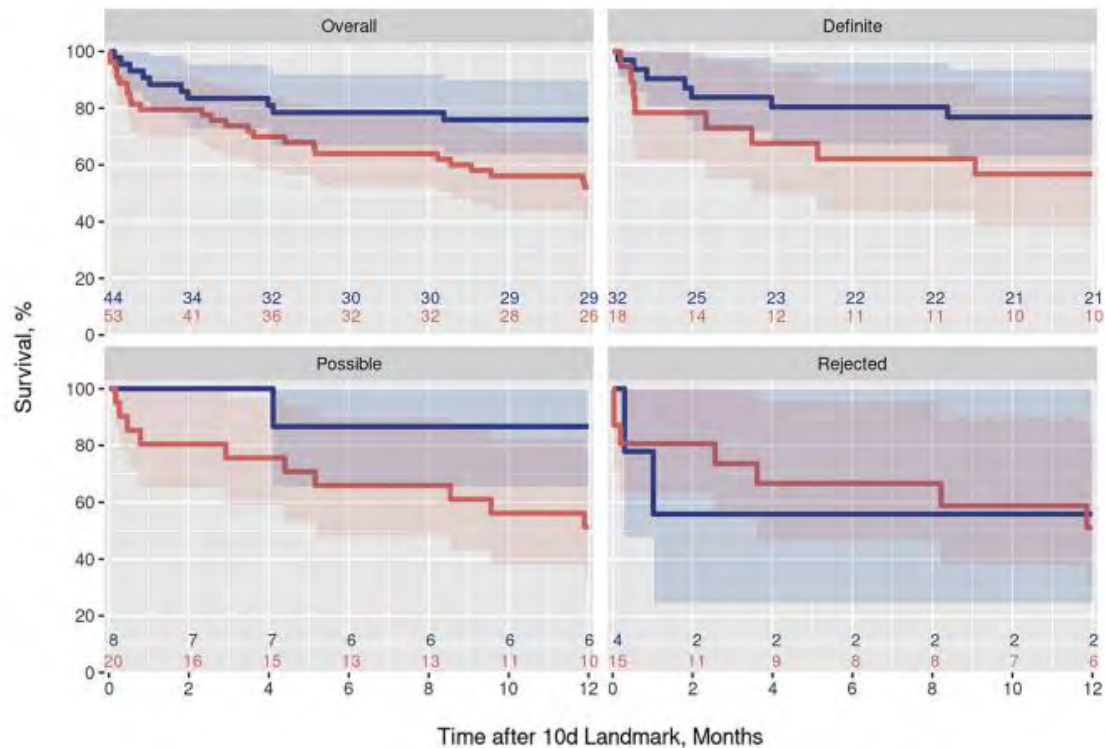 Overall
Definite
100
80
60
40
20
0
44 34 32 30 30 29 29
53 41 36 32 32 28 26
32 25 23 22 22 21 21
18 14 12 11 11 10 10
Survival, %
Possible
Rejected
100
80
60
40
20
0
8 7 7 6 6 6 6
20 16 15 13 13 11 10
4 2 2 2 2 2 2
15 11 9 8 8 7 6
0 2 4 6 8 10 12
0 2 4 6 8 10 12
Time after 10d Landmark, Months